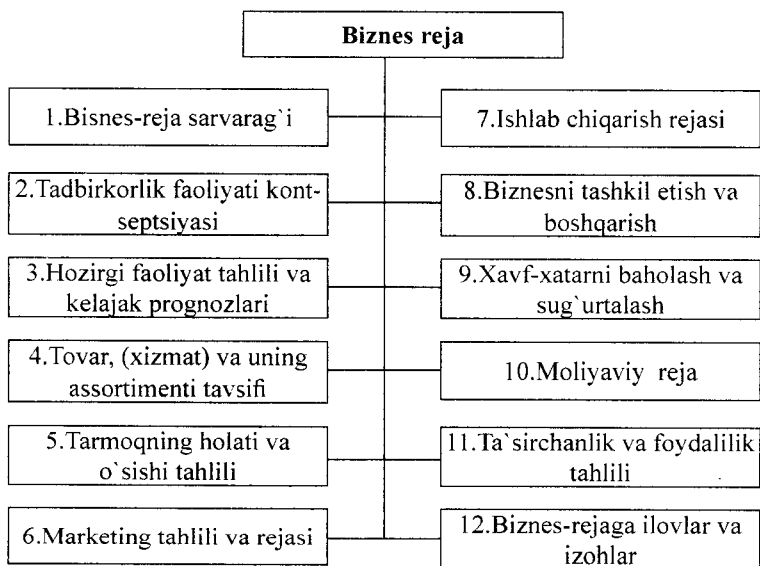 Biznes reja
1.Bisnes-reja sarvarag`i
2.Tadbirkorlik faoliyati kont-
septsiyasi
3.Hozirgi faoliyat tahlili va
kelajak prognozlari
4.Tovar, (xizmat) va uning
assortimenti tavsifi
5.Tarmoqning holati va
o`sishi tahlili
6.Marketing tahlili va rejasi
7.Ishlab chiqarish rejasi
8.Biznesni tashkil etish va
boshqarish
9.Xavf-xatarni baholash va
sug`urtalash
10.Moliyaviy reja
11.Ta`sirchanlik va foydalilik
tahlili
12.Biznes-rejaga ilovlar va
izohlar